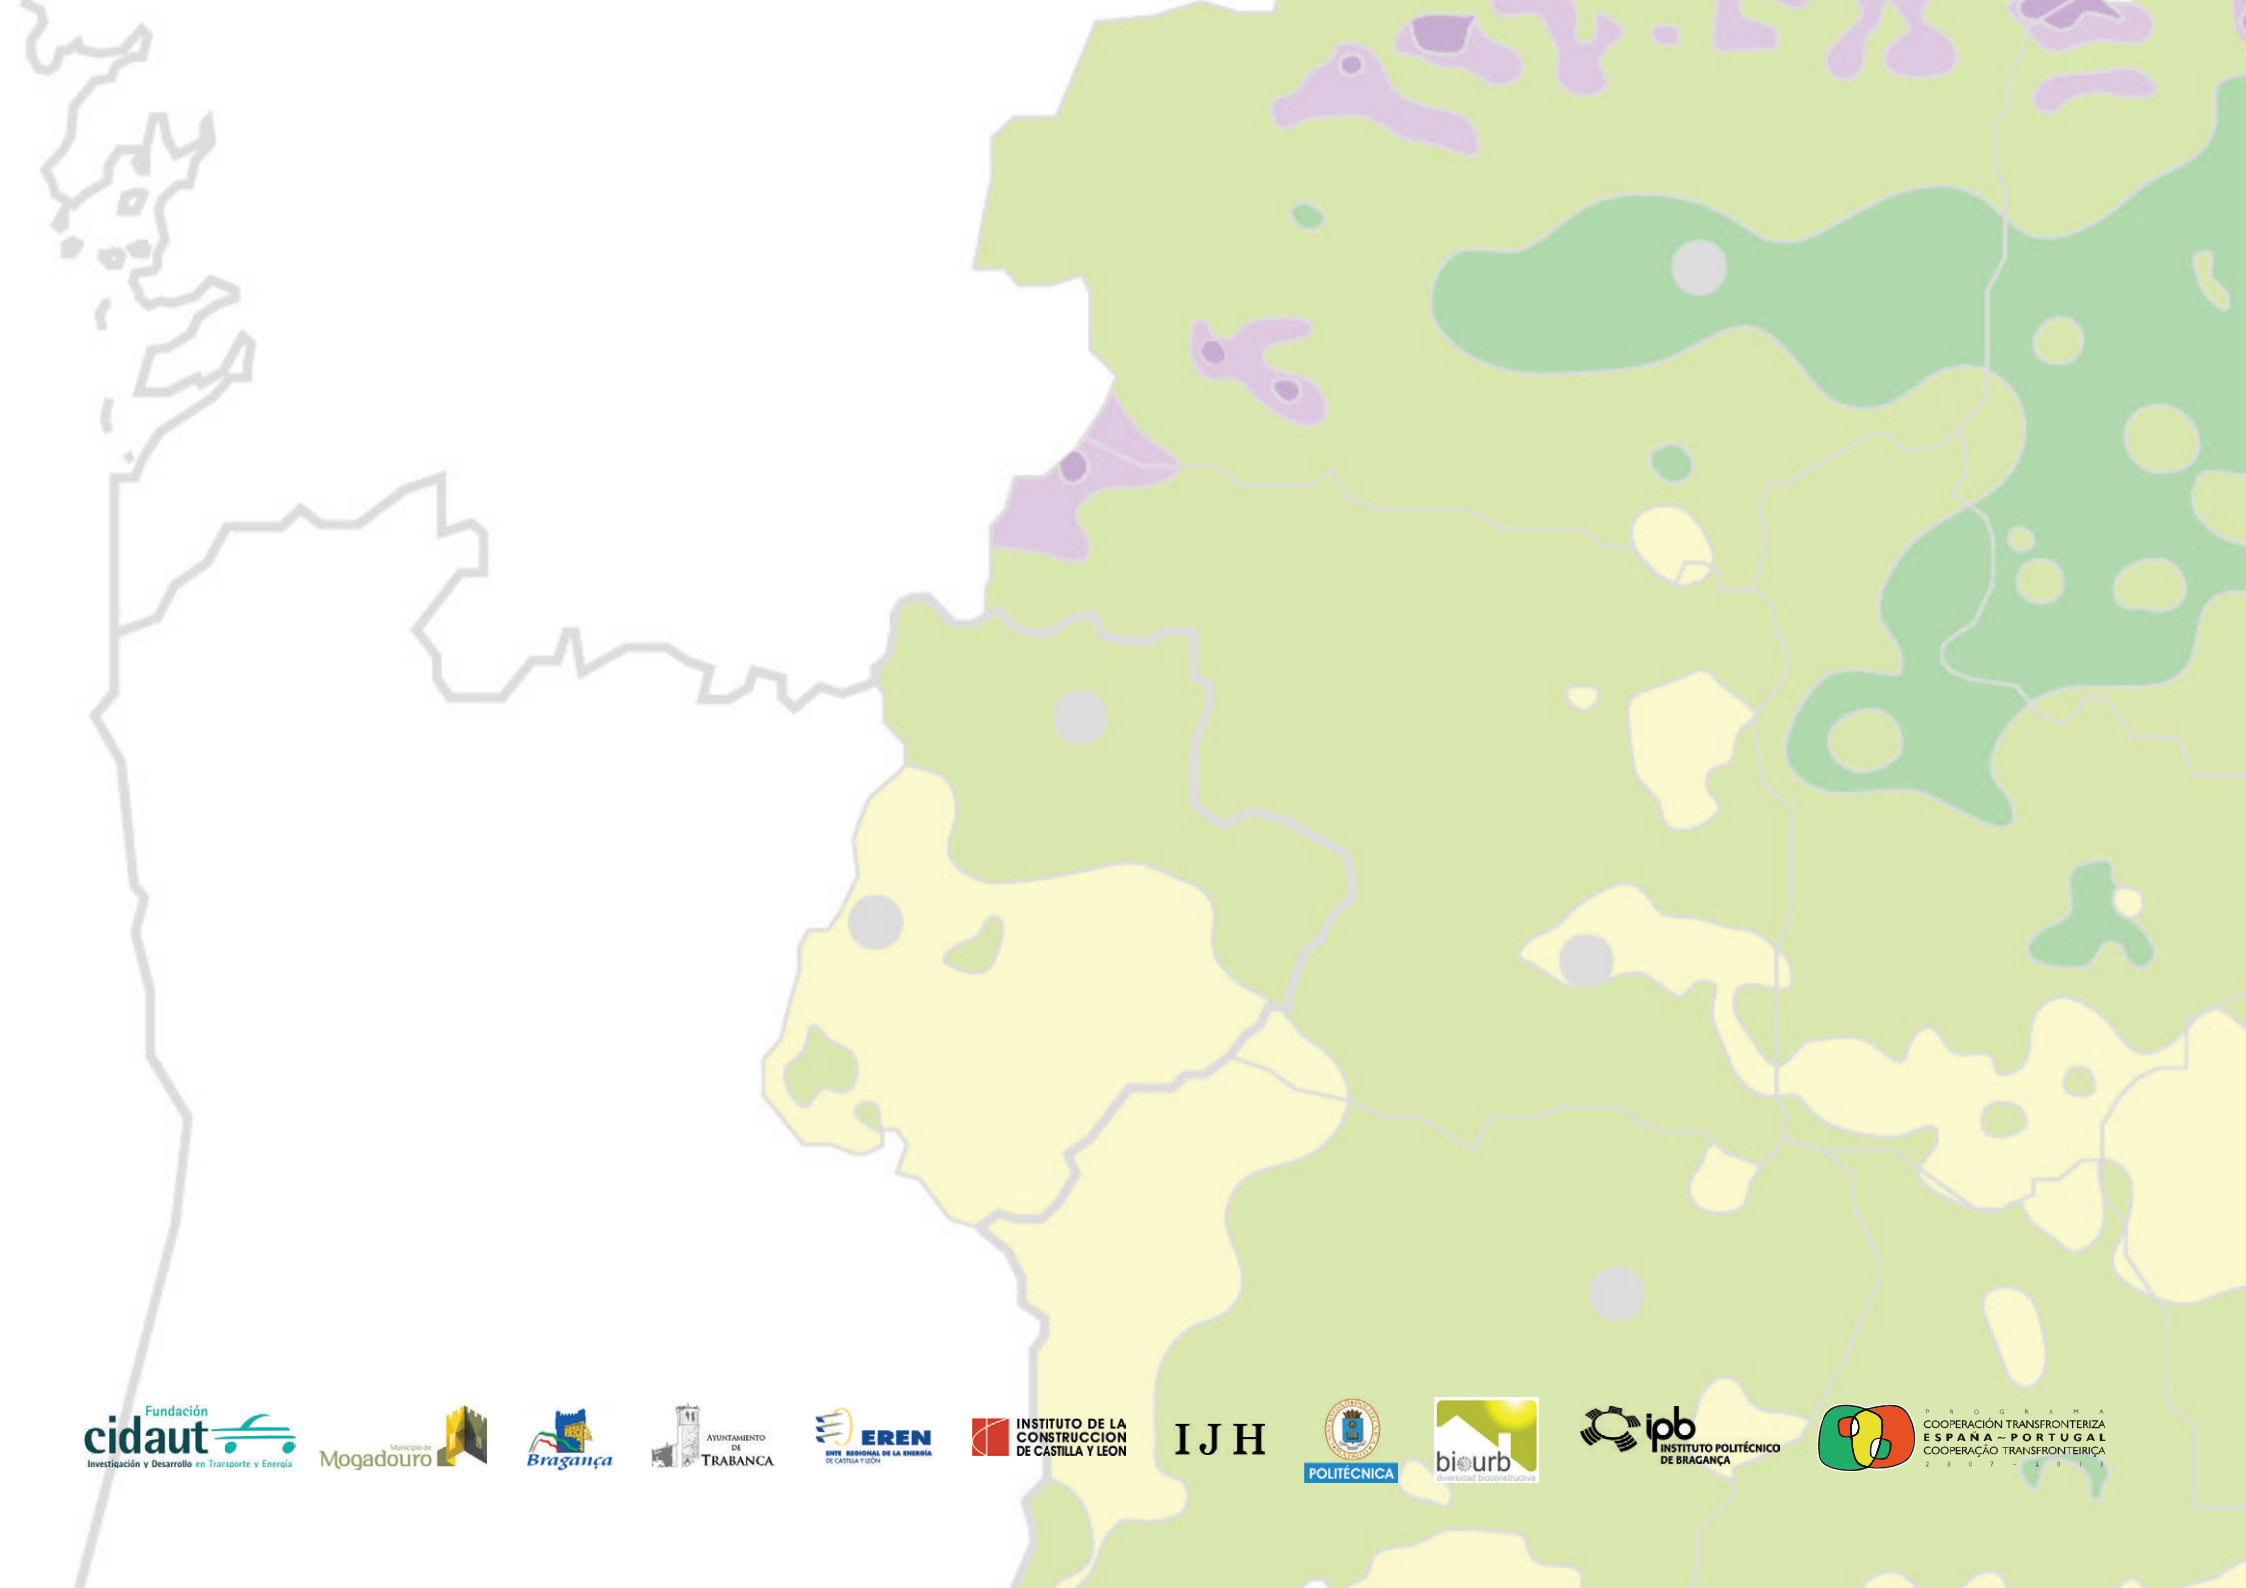 Fundación
cidaut
Investigación y Desarrollo en Transporte y Energía
Municipio de
Mogadouro
Bragança
AYUNTAMIENTO
DE
TRABANCA
EREN
ENTE REGIONAL DE LA ENERGÍA
DE CASTILLA Y LEÓN
INSTITUTO DE LA
CONSTRUCCION
DE CASTILLA Y LEON
I J H
POLITÉCNICA
biourb
diversidad bioconstructiva
ipb
INSTITUTO POLITÉCNICO
DE BRAGANÇA
PROGRAMA
COOPERACIÓN TRANSFRONTERIZA
ESPAÑA ~ PORTUGAL
COOPERAÇÃO TRANSFRONTEIRIÇA
2007 - 2013